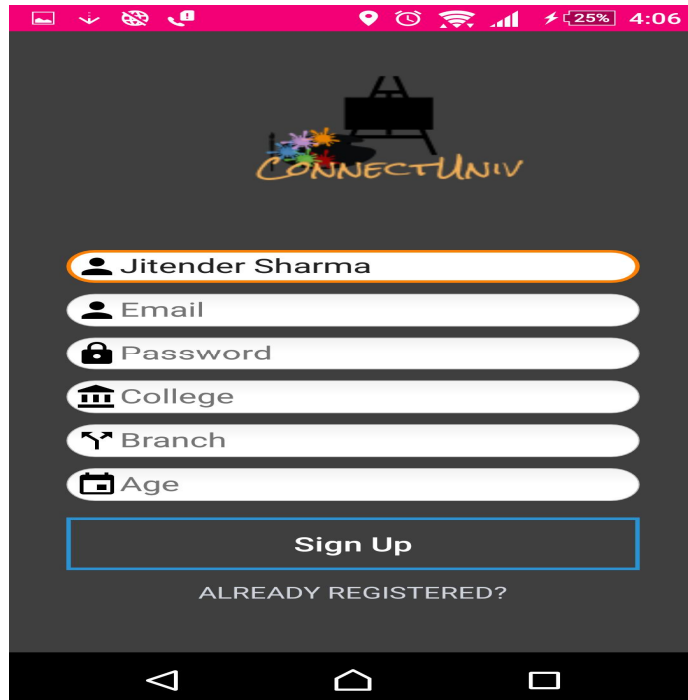 25% 4:06
ConnectUniv
Jitender Sharma
Email
Password
College
Branch
Age
Sign Up
ALREADY REGISTERED?